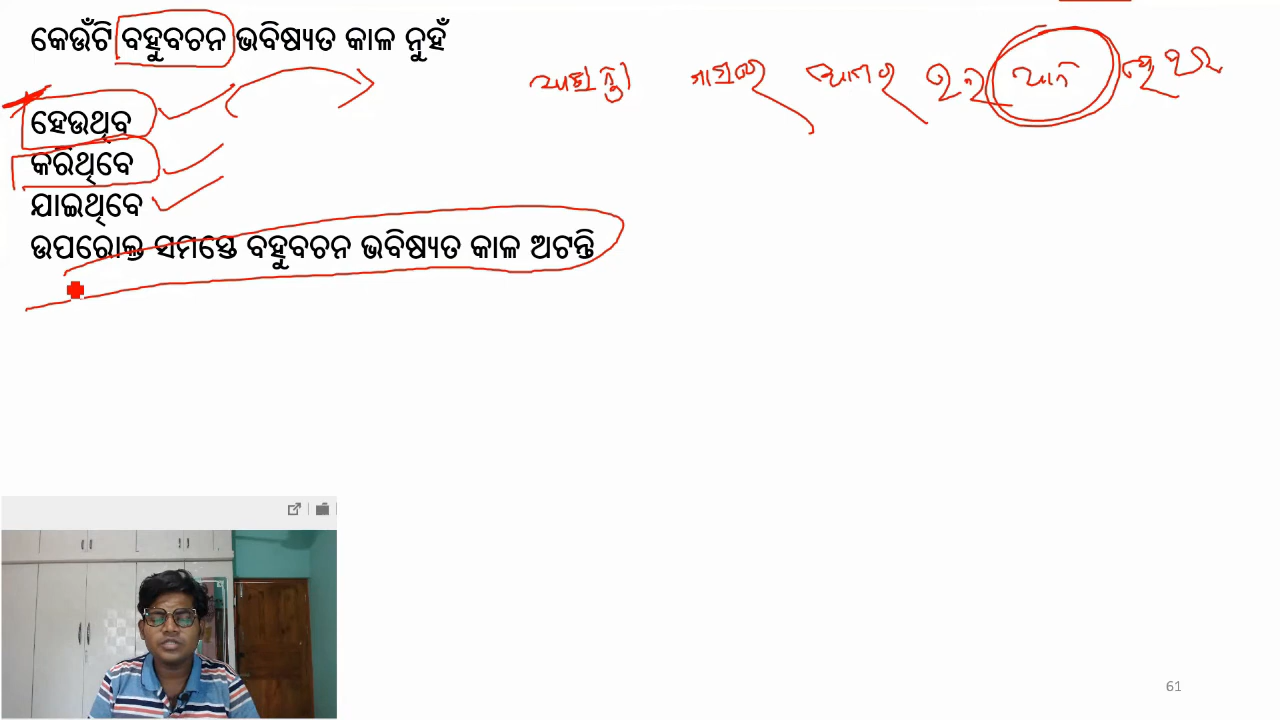 କେଉଁଟି ବହୁବଚନ ଭବିଷ୍ୟତ କାଳ ନୁହଁ
ହେଉଥିବ
କରିଥିବେ
ଯାଇଥିବେ
ଉପରୋକ୍ତ ସମସ୍ତେ ବହୁବଚନ ଭବିଷ୍ୟତ କାଳ ଅଟନ୍ତି
61